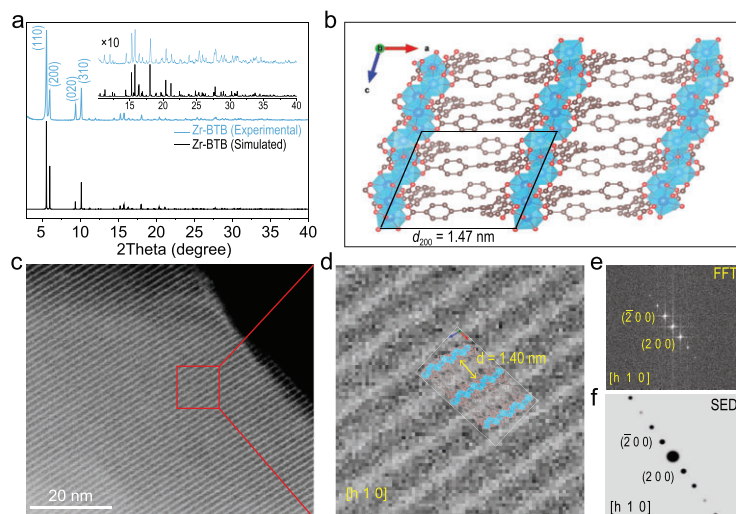 a
(110)
(200)
(020)
(310)
×10
10 15 20 25 30 35 40
Zr-BTB (Experimental)
Zr-BTB (Simulated)
5 10 15 20 25 30 35 40
2Theta (degree)
b
b
a
c
d200 = 1.47 nm
c
20 nm
d
d = 1.40 nm
[h 1 0]
e
FFT
(2̅ 0 0)
(2 0 0)
[h 1 0]
f
SED
(2̅ 0 0)
(2 0 0)
[h 1 0]